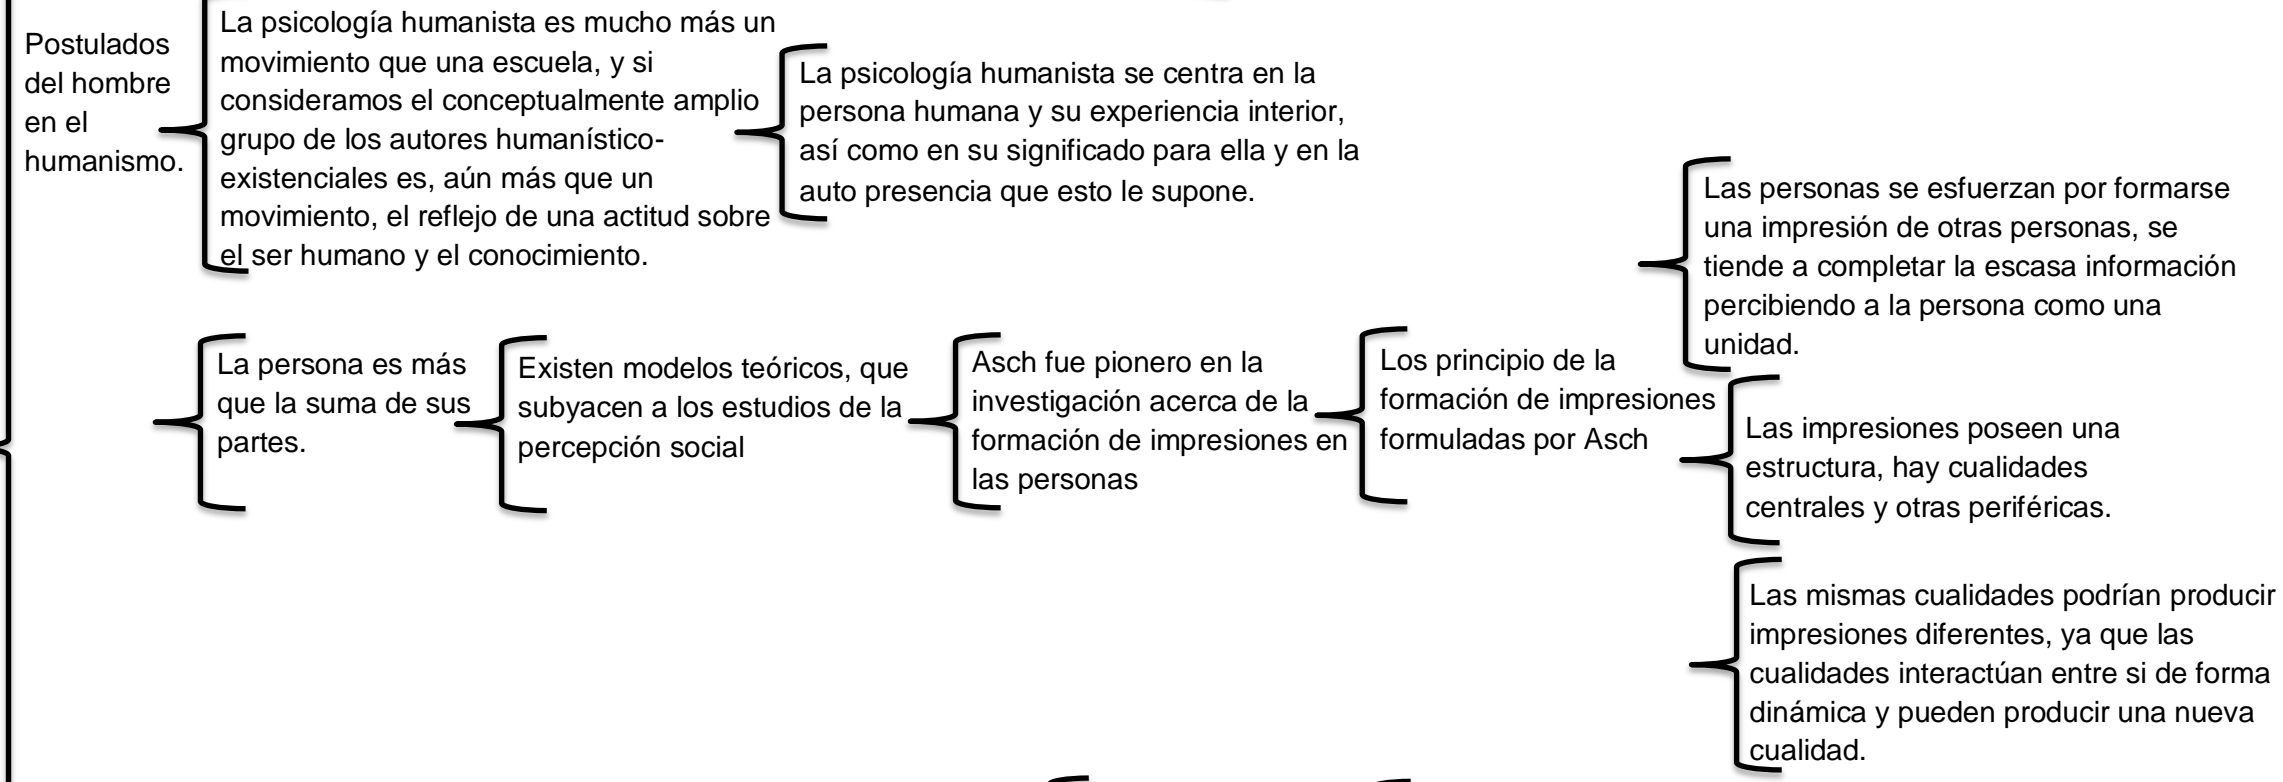 Postulados
del hombre
en el
humanismo.
La psicología humanista es mucho más un
movimiento que una escuela, y si
consideramos el conceptualmente amplio
grupo de los autores humanístico-
existenciales es, aún más que un
movimiento, el reflejo de una actitud sobre
el ser humano y el conocimiento.
La psicología humanista se centra en la
persona humana y su experiencia interior,
así como en su significado para ella y en la
auto presencia que esto le supone.
La persona es más
que la suma de sus
partes.
Existen modelos teóricos, que
subyacen a los estudios de la
percepción social
Asch fue pionero en la
investigación acerca de la
formación de impresiones en
las personas
Los principio de la
formación de impresiones
formuladas por Asch
Las personas se esfuerzan por formarse
una impresión de otras personas, se
tiende a completar la escasa información
percibiendo a la persona como una
unidad.
Las impresiones poseen una
estructura, hay cualidades
centrales y otras periféricas.
Las mismas cualidades podrían producir
impresiones diferentes, ya que las
cualidades interactúan entre si de forma
dinámica y pueden producir una nueva
cualidad.